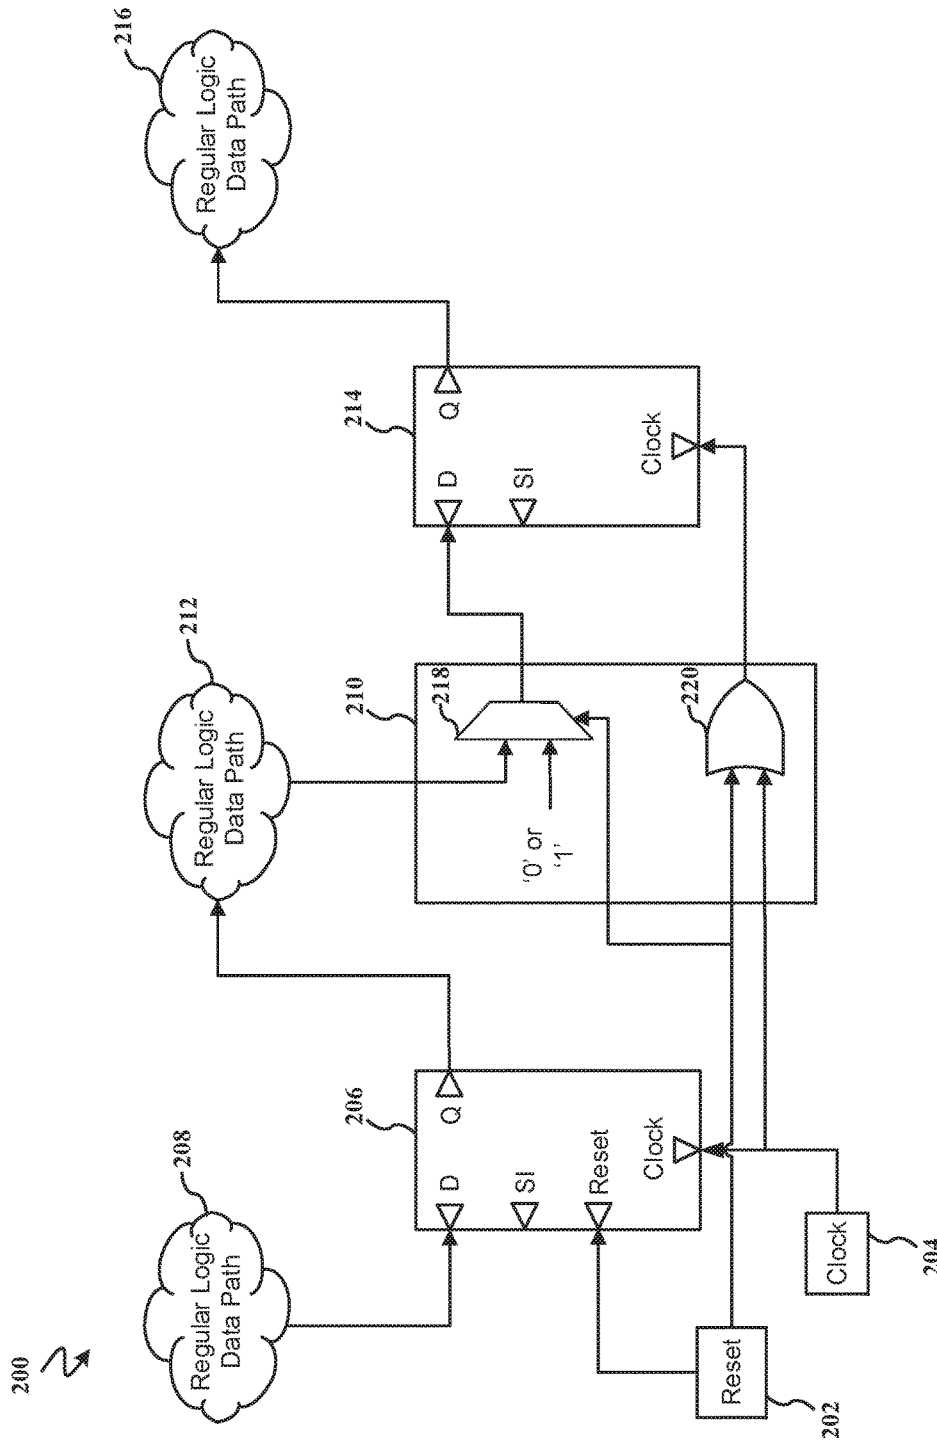 200
208
Regular Logic
Data Path
212
Regular Logic
Data Path
216
Regular Logic
Data Path
206
D
Q
SI
Reset
Clock
210
218
'0' or
'1'
220
214
D
Q
SI
Clock
Reset
202
Clock
204